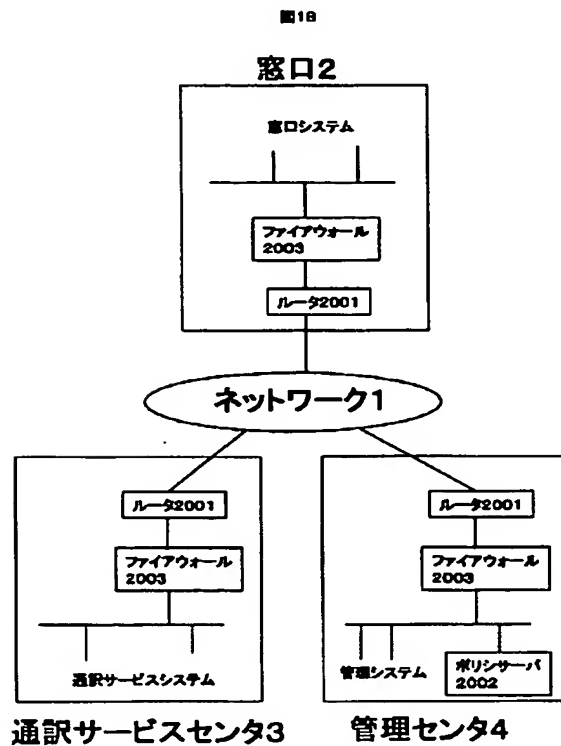 図18
窓口2
窓口システム
ファイアウォール
2003
ルータ2001
ネットワーク1
ルータ2001
ファイアウォール
2003
通訳サービスシステム
通訳サービスセンタ3
ルータ2001
ファイアウォール
2003
管理システム
ポリシサーバ
2002
管理センタ4